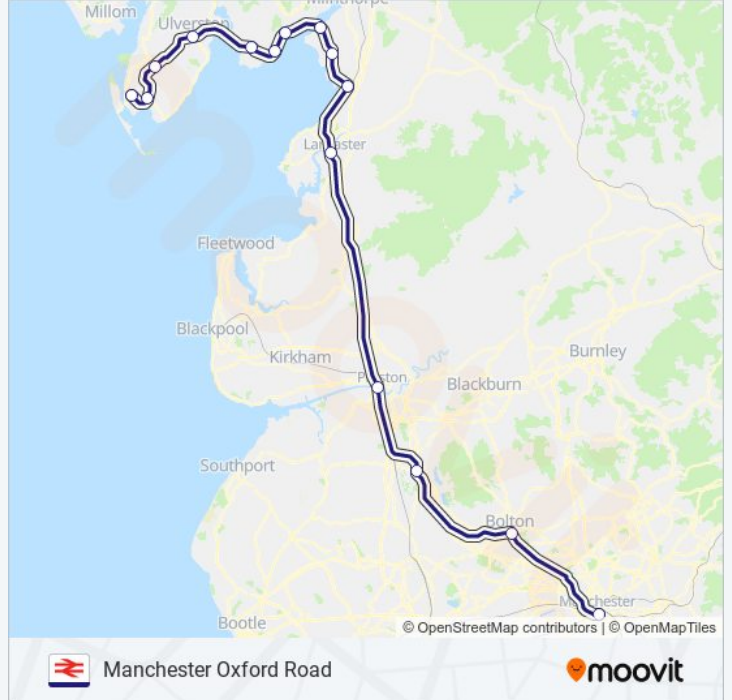 Millom
Milnthorpe
Ulverston
Lancaster
Fleetwood
Blackpool
Kirkham
Burnley
Preston
Blackburn
Southport
Bolton
Manchester
Bootle
© OpenStreetMap contributors | © OpenMapTiles
Manchester Oxford Road
moovit